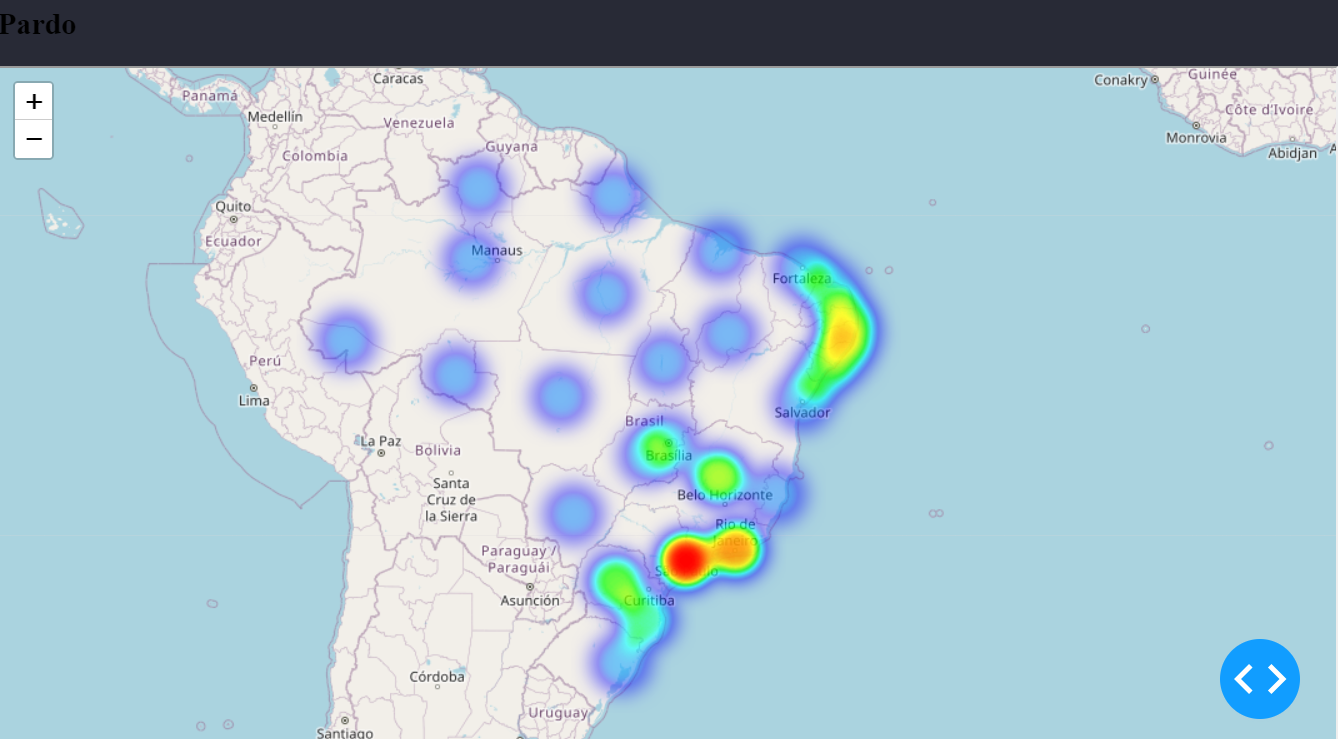 Pardo
+
−
Caracas
Panamá
Medellín
Venezuela
Guyana
Colombia
Quito
Ecuador
Manaus
Fortaleza
Perú
Lima
Salvador
Brasil
La Paz
Brasília
Bolivia
Santa
Cruz de
la Sierra
Belo Horizonte
Rio de
Janeiro
Paraguay /
Paraguái
Asunción
Curitiba
Córdoba
Uruguay
Santiago
Conakry
Guinée
Côte d'Ivoire
Monrovia
Abidjan
< >